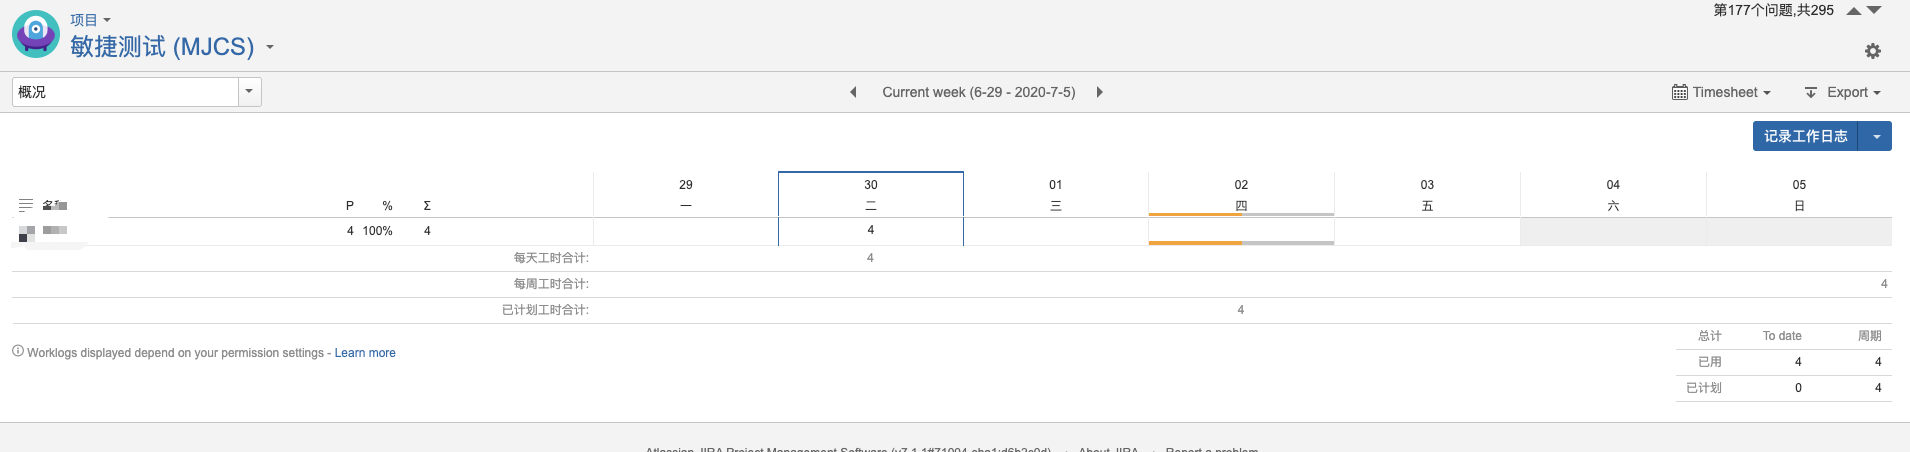 项目
敏捷测试 (MJCS)
第177个问题,共295
概况
Current week (6-29 - 2020-7-5)
Timesheet
Export
记录工作日志
29 30 01 02 03 04 05
P % Σ 一 二 三 四 五 六 日
4 100% 4 4
每天工时合计: 4
每周工时合计: 4
已计划工时合计: 4
总计 To date 周期
已用 4 4
已计划 0 4
Worklogs displayed depend on your permission settings - Learn more
Atlassian JIRA Project Management Software About JIRA Report a problem